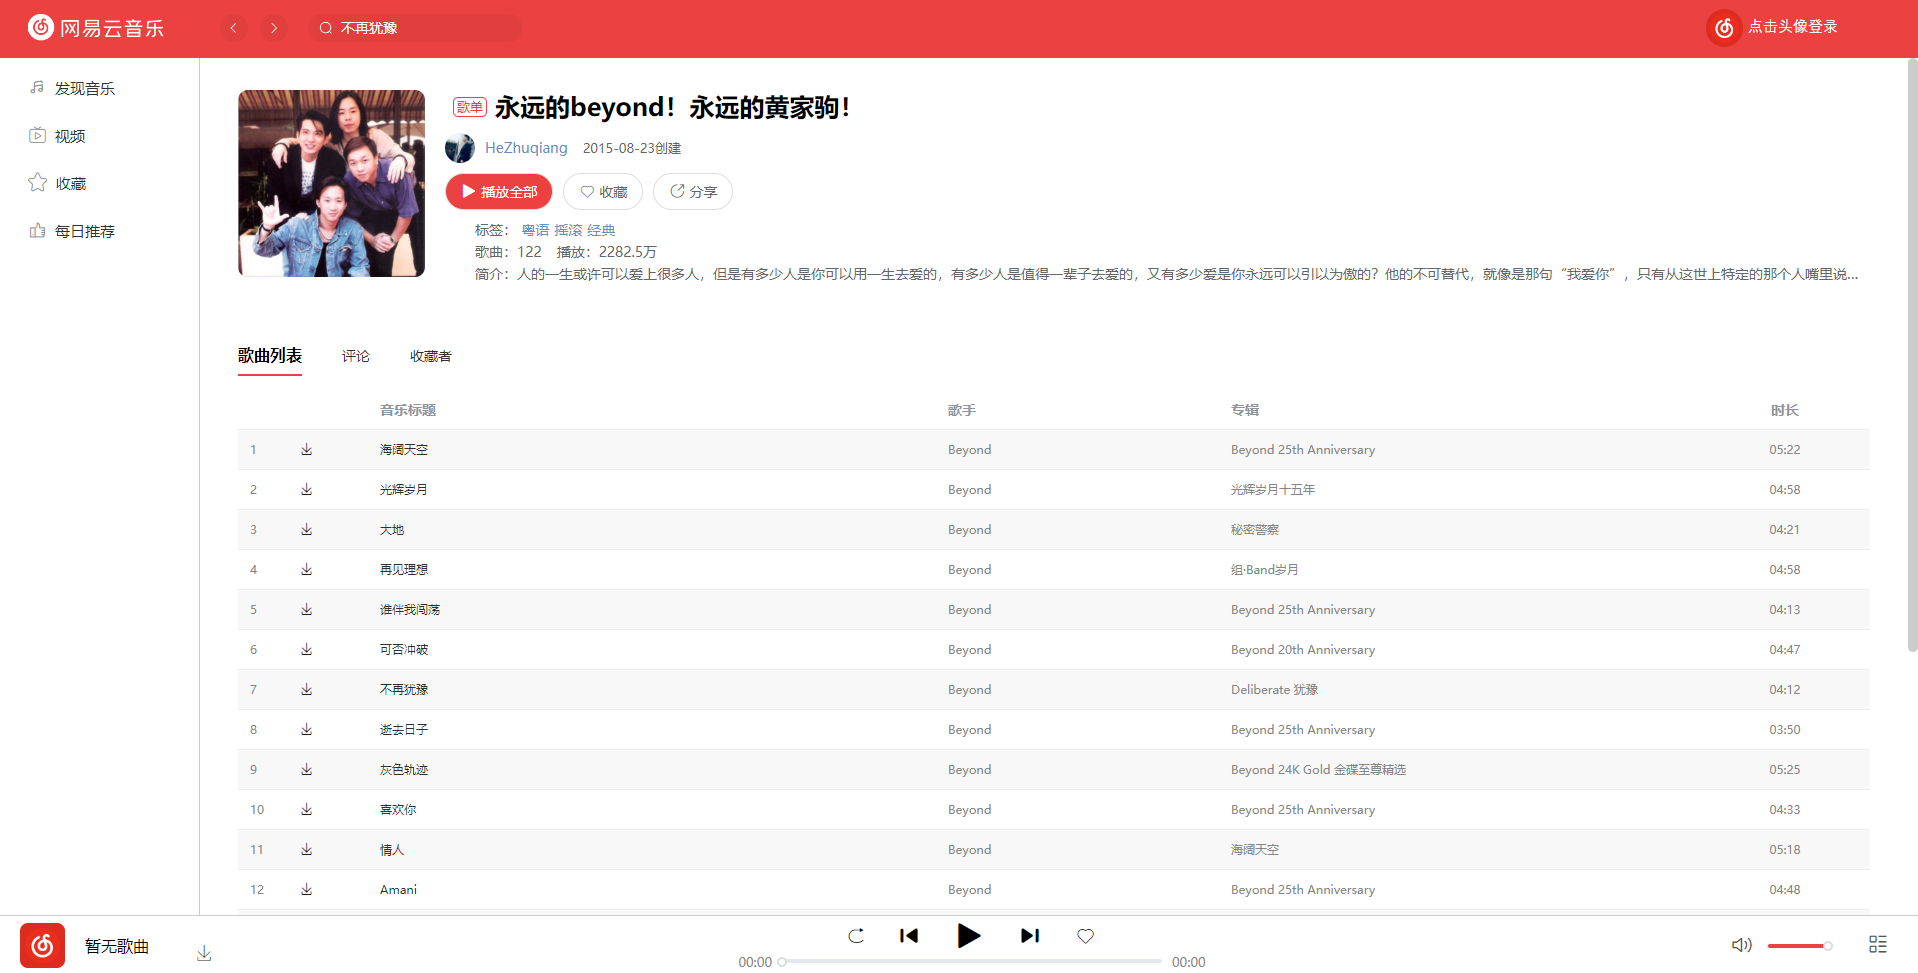 网易云音乐
不再犹豫
点击头像登录
发现音乐
视频
收藏
每日推荐
歌单 永远的beyond！永远的黄家驹！
HeZhuqiang 2015-08-23创建
播放全部 收藏 分享
标签： 粤语 摇滚 经典
歌曲：122 播放：2282.5万
简介：人的一生或许可以爱上很多人，但是有多少人是你可以用一生去爱的，有多少人是值得一辈子去爱的，又有多少爱是你永远可以引以为傲的？他的不可替代，就像是那句“我爱你”，只有从这世上特定的那个人嘴里说...
歌曲列表 评论 收藏者
音乐标题 歌手 专辑 时长
1 海阔天空 Beyond Beyond 25th Anniversary 05:22
2 光辉岁月 Beyond 光辉岁月十五年 04:58
3 大地 Beyond 秘密警察 04:21
4 再见理想 Beyond 组·Band岁月 04:58
5 谁伴我闯荡 Beyond Beyond 25th Anniversary 04:13
6 可否冲破 Beyond Beyond 20th Anniversary 04:47
7 不再犹豫 Beyond Deliberate 犹豫 04:12
8 逝去日子 Beyond Beyond 25th Anniversary 03:50
9 灰色轨迹 Beyond Beyond 24K Gold 金碟至尊精选 05:25
10 喜欢你 Beyond Beyond 25th Anniversary 04:33
11 情人 Beyond 海阔天空 05:18
12 Amani Beyond Beyond 25th Anniversary 04:48
暂无歌曲
00:00 00:00